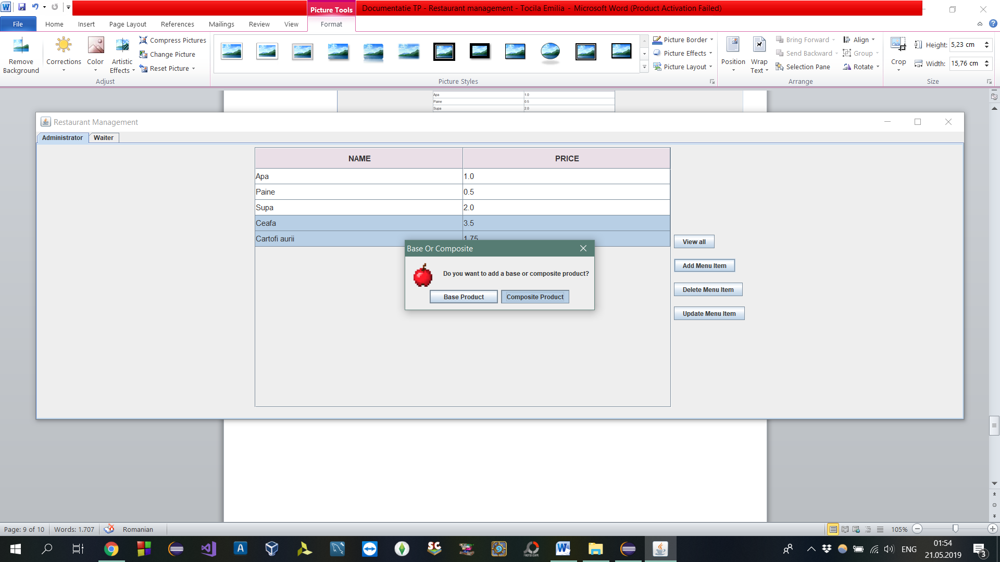 Picture Tools
Documentatie TP - Restaurant management - Tocila Emilia - Microsoft Word (Product Activation Failed)
File Home Insert Page Layout References Mailings Review View Format
Remove Background
Corrections
Color
Artistic Effects
Compress Pictures
Change Picture
Reset Picture
Adjust
Picture Styles
Picture Border
Picture Effects
Picture Layout
Position
Wrap Text
Bring Forward
Send Backward
Selection Pane
Align
Group
Rotate
Arrange
Crop
Height: 5,23 cm
Width: 15,76 cm
Size
Apa 1.0
Paine 0.5
Supa 2.0
Restaurant Management
Administrator Waiter
NAME PRICE
Apa 1.0
Paine 0.5
Supa 2.0
Ceafa 3.5
Cartofi aurii 1.75
Base Or Composite
Do you want to add a base or composite product?
Base Product Composite Product
View all
Add Menu Item
Delete Menu Item
Update Menu Item
Page: 9 of 10 Words: 1.707 Romanian 105%
ENG
01:54
21.05.2019
3